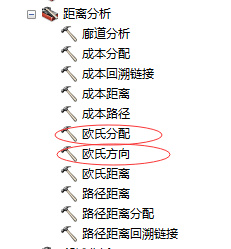 距离分析
廊道分析
成本分配
成本回溯链接
成本距离
成本路径
欧氏分配
欧氏方向
欧氏距离
路径距离
路径距离分配
路径距离回溯链接